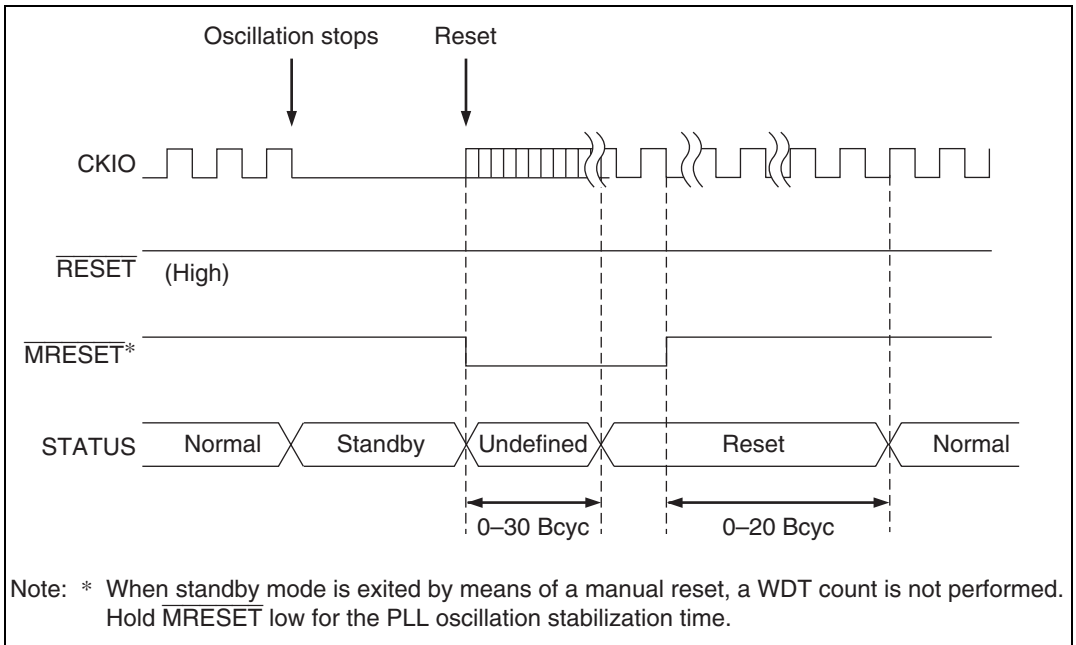 Oscillation stops Reset
CKIO
RESET (High)
MRESET*
STATUS Normal Standby Undefined Reset Normal
0–30 Bcyc 0–20 Bcyc
Note: * When standby mode is exited by means of a manual reset, a WDT count is not performed.
Hold MRESET low for the PLL oscillation stabilization time.